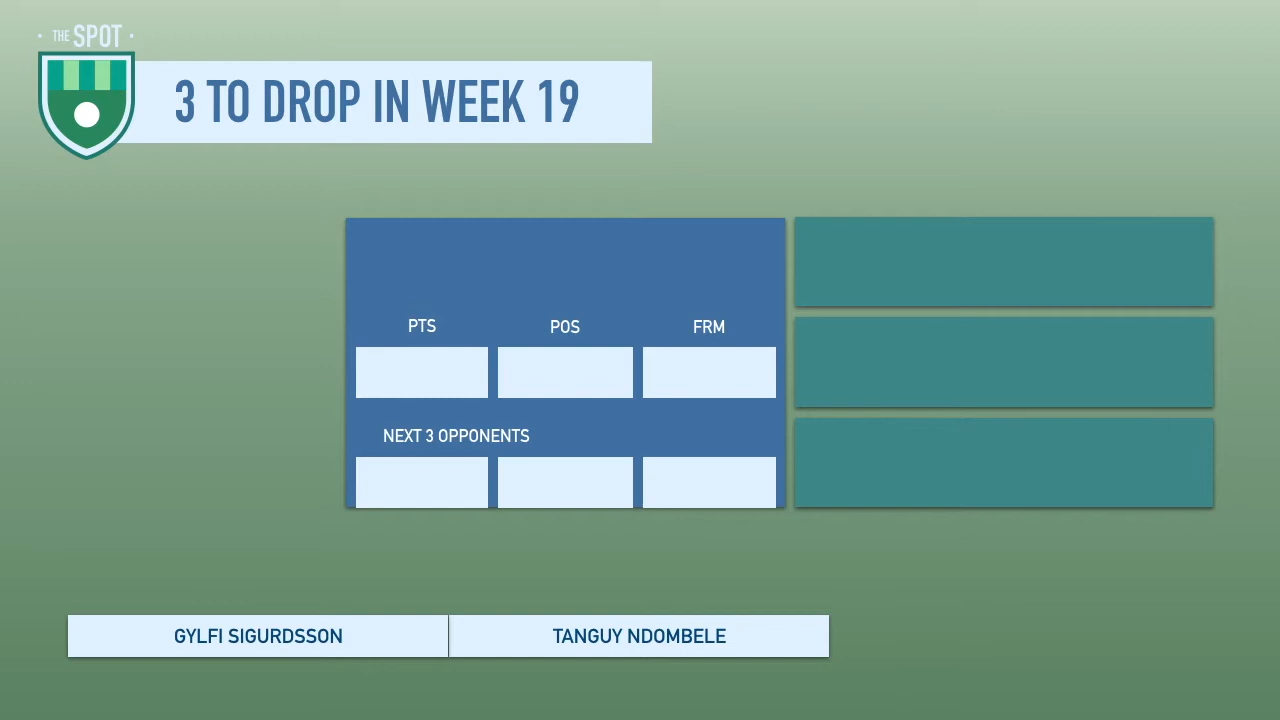 THE SPOT
3 TO DROP IN WEEK 19
PTS POS FRM
NEXT 3 OPPONENTS
GYLFI SIGURDSSON TANGUY NDOMBELE